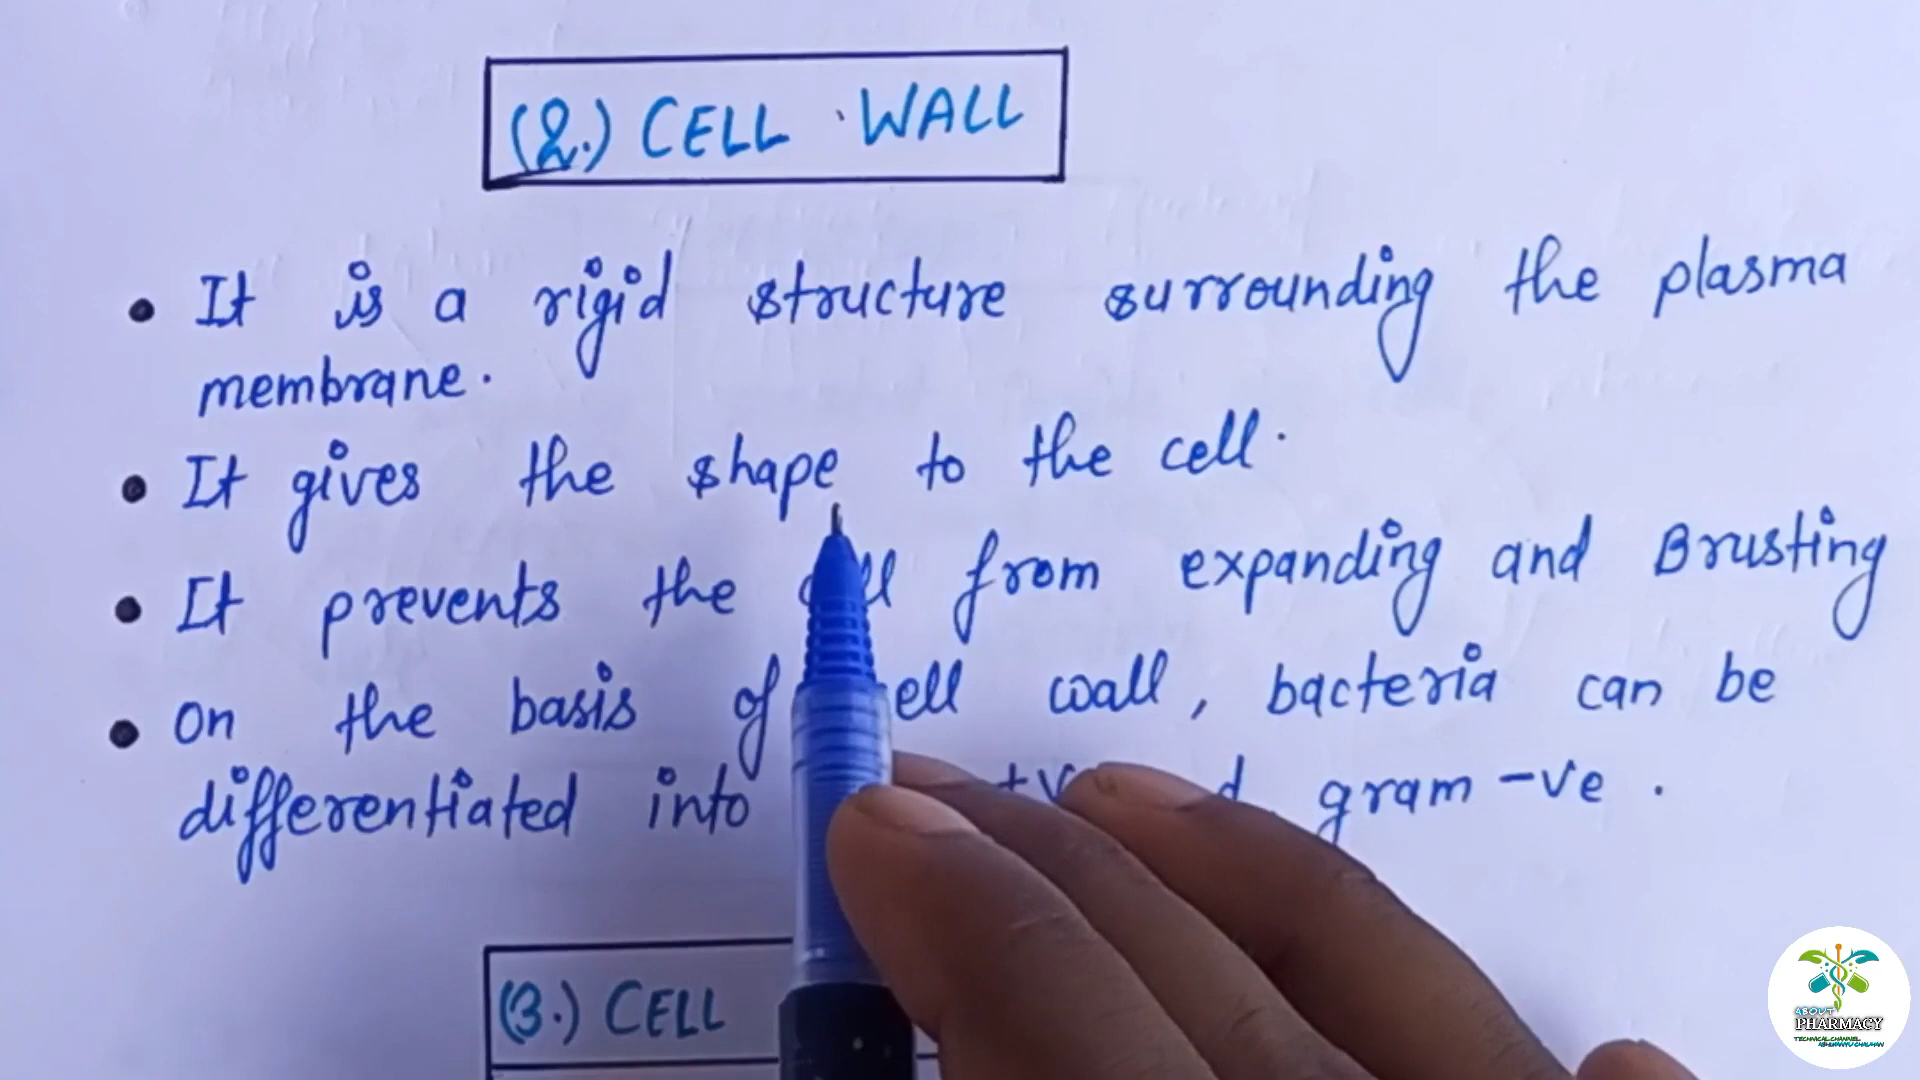 (2.) CELL WALL
• It is a rigid structure surrounding the plasma
membrane.
• It gives the shape to the cell.
• It prevents the from expanding and Brusting
• On the basis of wall, bacteria can be
differentiated into gram -ve .
(3.) CELL
ABOUT
PHARMACY
TECHNICAL CHANNEL